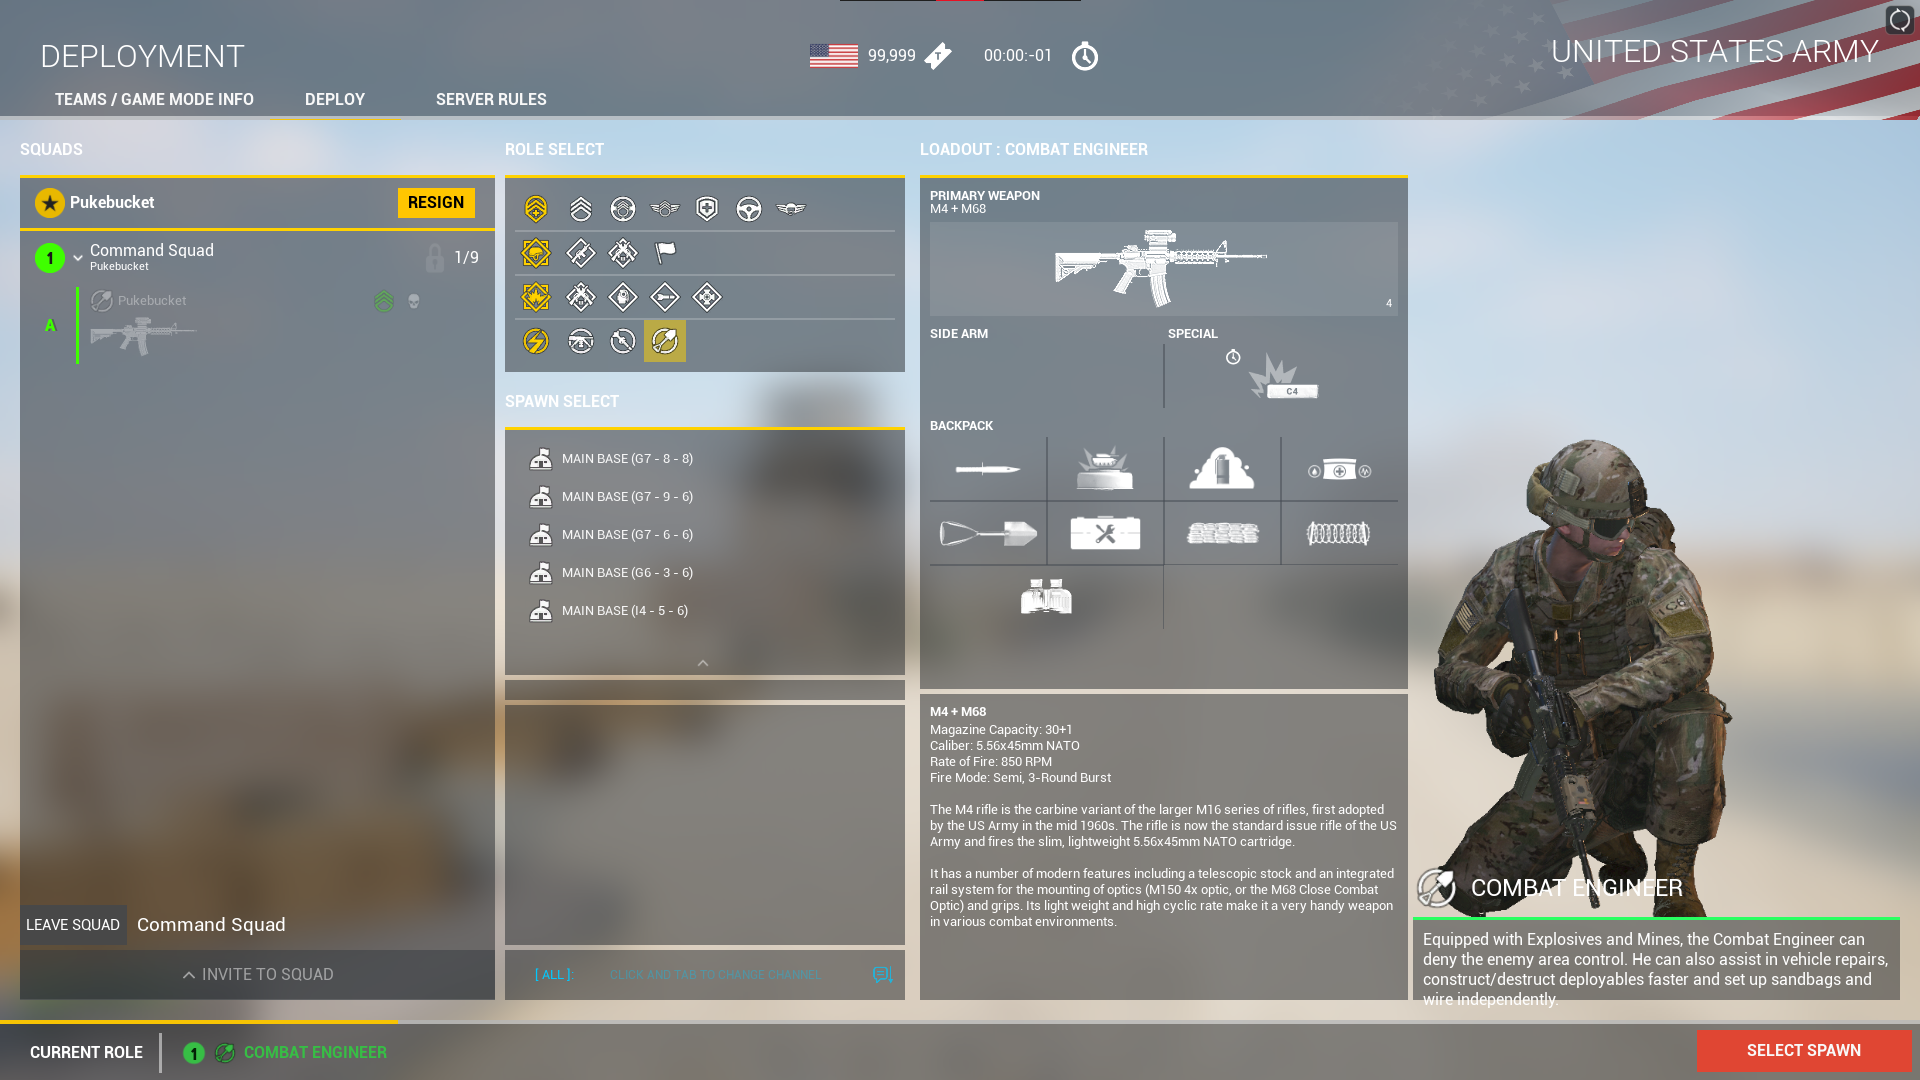 DEPLOYMENT
99,999
00:00:-01
UNITED STATES ARMY
TEAMS / GAME MODE INFO
DEPLOY
SERVER RULES
SQUADS
Pukebucket
RESIGN
1
Command Squad
Pukebucket
1/9
A
Pukebucket
LEAVE SQUAD
Command Squad
INVITE TO SQUAD
ROLE SELECT
SPAWN SELECT
MAIN BASE (G7 - 8 - 8)
MAIN BASE (G7 - 9 - 6)
MAIN BASE (G7 - 6 - 6)
MAIN BASE (G6 - 3 - 6)
MAIN BASE (I4 - 5 - 6)
[ ALL ]:
CLICK AND TAB TO CHANGE CHANNEL
LOADOUT : COMBAT ENGINEER
PRIMARY WEAPON
M4 + M68
4
SIDE ARM
SPECIAL
C4
BACKPACK
M4 + M68
Magazine Capacity: 30+1
Caliber: 5.56x45mm NATO
Rate of Fire: 850 RPM
Fire Mode: Semi, 3-Round Burst
The M4 rifle is the carbine variant of the larger M16 series of rifles, first adopted
by the US Army in the mid 1960s. The rifle is now the standard issue rifle of the US
Army and fires the slim, lightweight 5.56x45mm NATO cartridge.
It has a number of modern features including a telescopic stock and an integrated
rail system for the mounting of optics (M150 4x optic, or the M68 Close Combat
Optic) and grips. Its light weight and high cyclic rate make it a very handy weapon
in various combat environments.
COMBAT ENGINEER
Equipped with Explosives and Mines, the Combat Engineer can
deny the enemy area control. He can also assist in vehicle repairs,
construct/destruct deployables faster and set up sandbags and
wire independently.
CURRENT ROLE
1
COMBAT ENGINEER
SELECT SPAWN